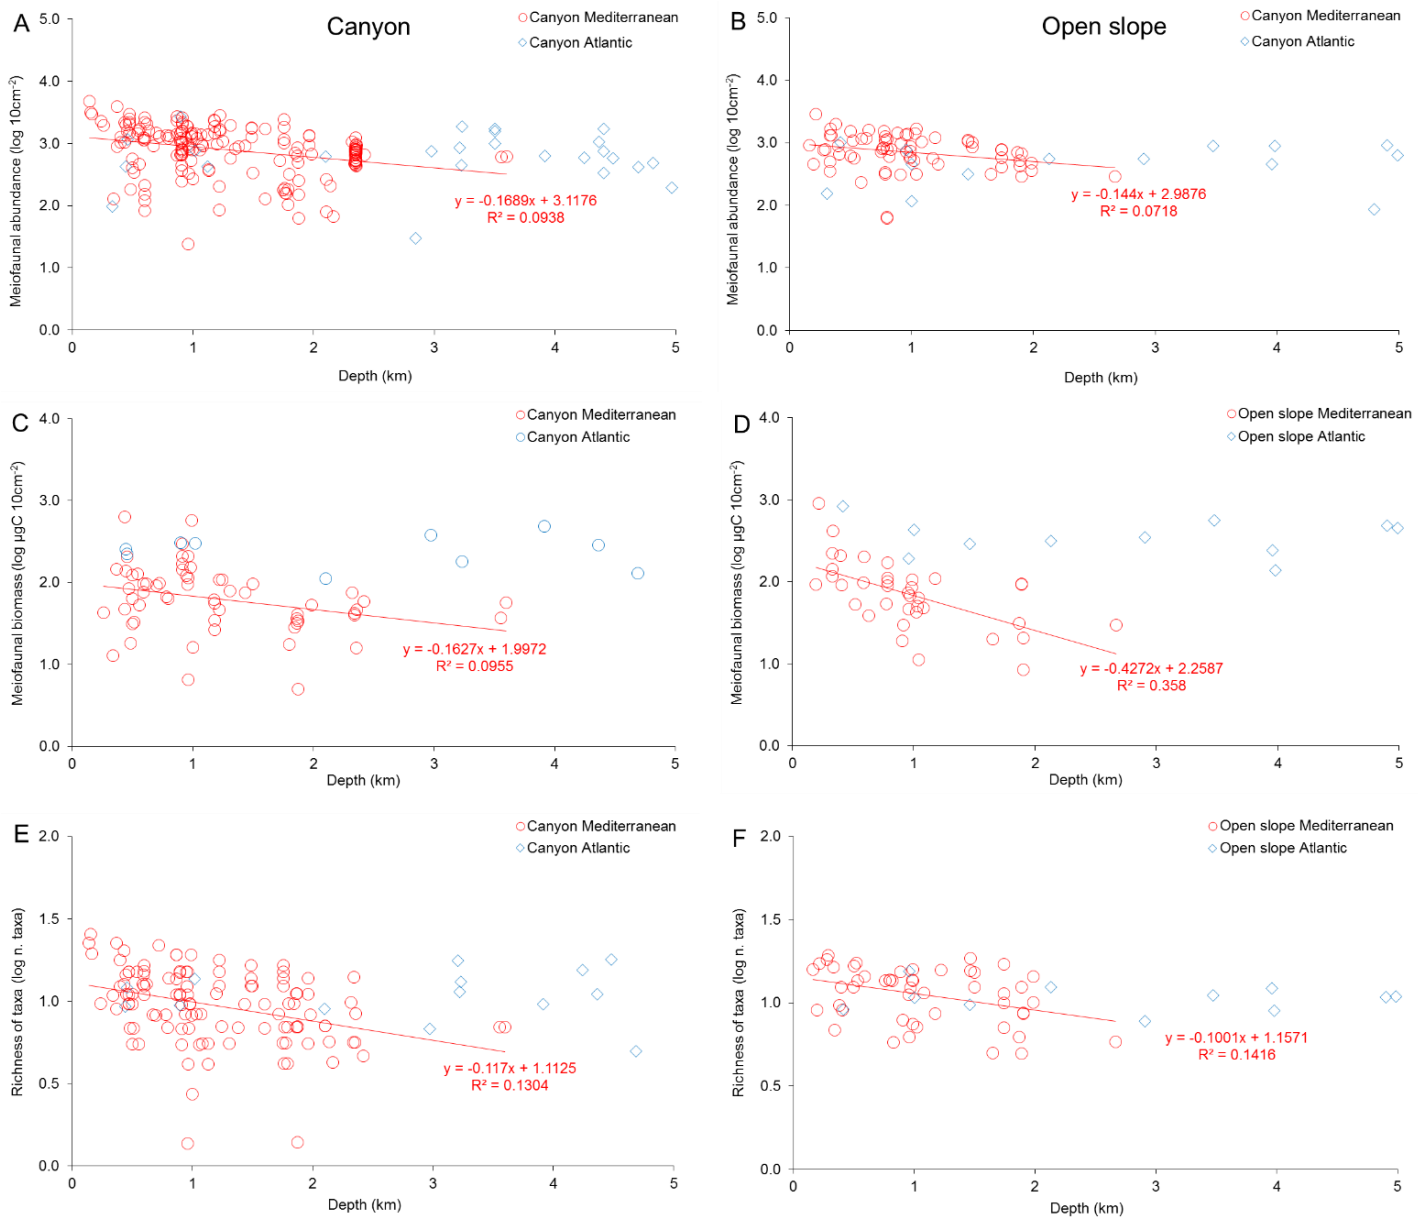 A
Canyon
Canyon Mediterranean
Canyon Atlantic
Meiofaunal abundance (log 10cm⁻²)
5.0
4.0
3.0
2.0
1.0
0.0
y = -0.1689x + 3.1176
R² = 0.0938
0 1 2 3 4 5
Depth (km)
B
Open slope
Canyon Mediterranean
Canyon Atlantic
Meiofaunal abundance (log 10cm⁻²)
5.0
4.0
3.0
2.0
1.0
0.0
y = -0.144x + 2.9876
R² = 0.0718
0 1 2 3 4 5
Depth (km)
C
Canyon Mediterranean
Canyon Atlantic
Meiofaunal biomass (log µgC 10cm⁻²)
4.0
3.0
2.0
1.0
0.0
y = -0.1627x + 1.9972
R² = 0.0955
0 1 2 3 4 5
Depth (km)
D
Open slope Mediterranean
Open slope Atlantic
Meiofaunal biomass (log µgC 10cm⁻²)
4.0
3.0
2.0
1.0
0.0
y = -0.4272x + 2.2587
R² = 0.358
0 1 2 3 4 5
Depth (km)
E
Canyon Mediterranean
Canyon Atlantic
Richness of taxa (log n. taxa)
2.0
1.5
1.0
0.5
0.0
y = -0.117x + 1.1125
R² = 0.1304
0 1 2 3 4 5
Depth (km)
F
Open slope Mediterranean
Open slope Atlantic
Richness of taxa (log n. taxa)
2.0
1.5
1.0
0.5
0.0
y = -0.1001x + 1.1571
R² = 0.1416
0 1 2 3 4 5
Depth (km)